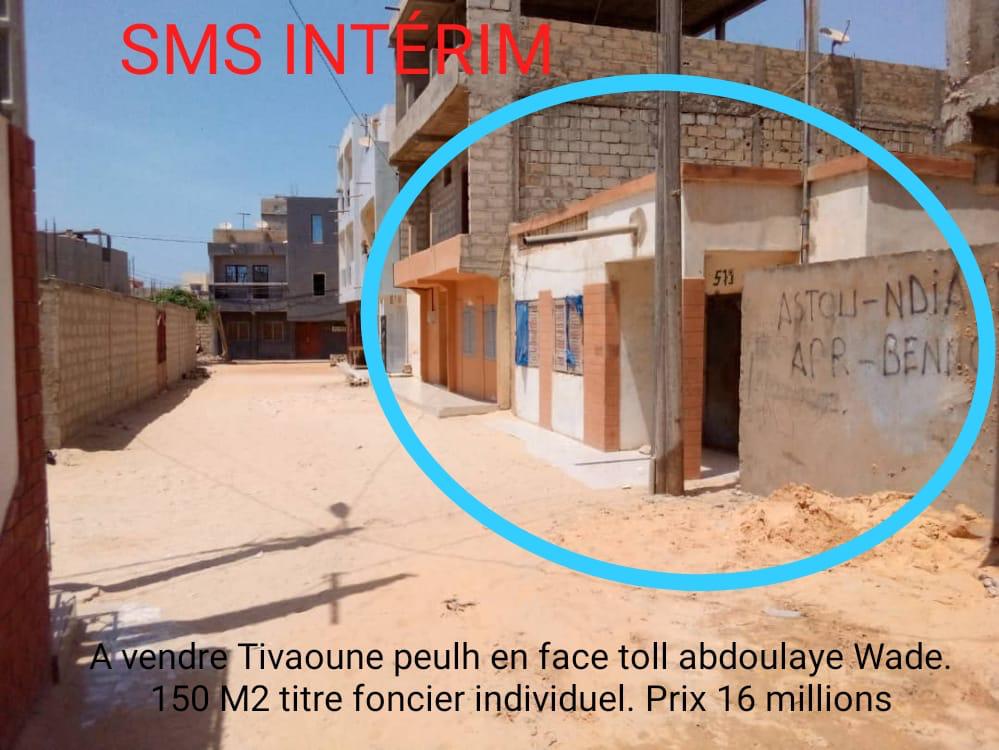 SMS INTÉRIM
573
ASTOU-NDIA
APR-BENN
A vendre Tivaoune peulh en face toll abdoulaye Wade.
150 M2 titre foncier individuel. Prix 16 millions